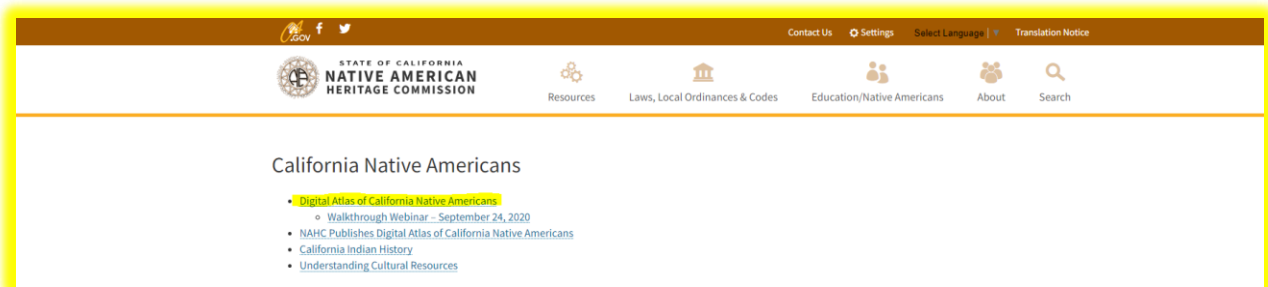 .GOV
Contact Us Settings Select Language | ▼ Translation Notice
STATE OF CALIFORNIA
NATIVE AMERICAN
HERITAGE COMMISSION
Resources Laws, Local Ordinances & Codes Education/Native Americans About Search
California Native Americans
• Digital Atlas of California Native Americans
◦ Walkthrough Webinar – September 24, 2020
• NAHC Publishes Digital Atlas of California Native Americans
• California Indian History
• Understanding Cultural Resources